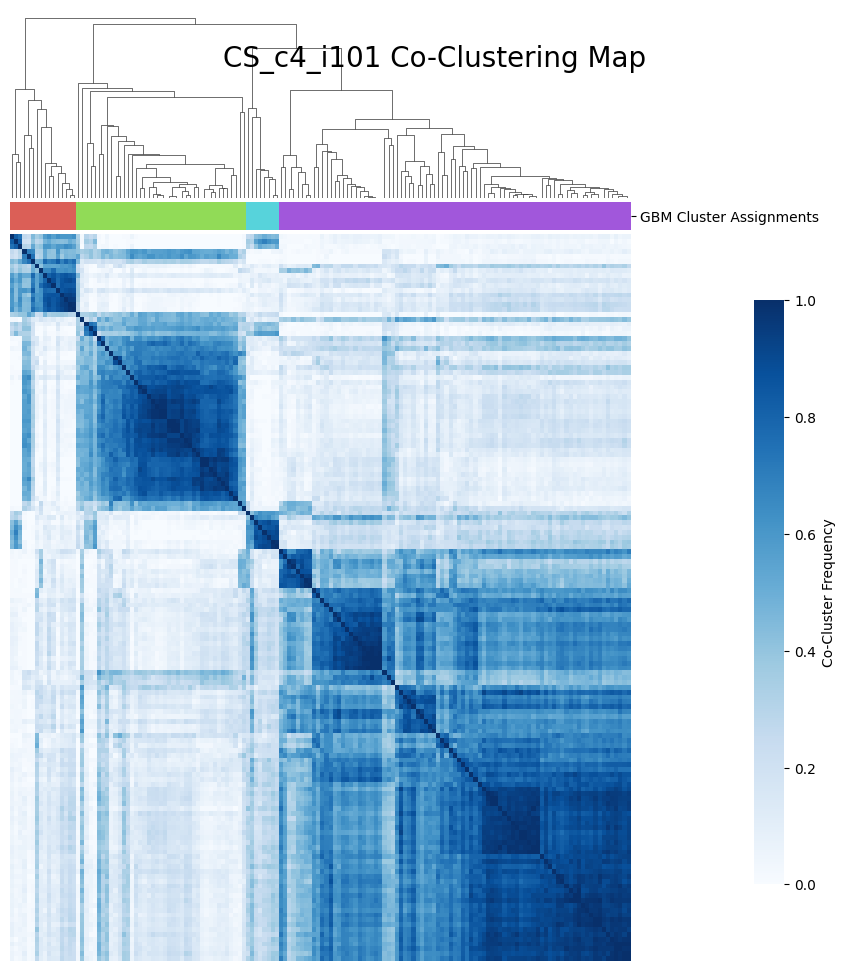 CS_c4_i101 Co-Clustering Map
GBM Cluster Assignments
1.0
0.8
0.6
0.4
0.2
0.0
Co-Cluster Frequency